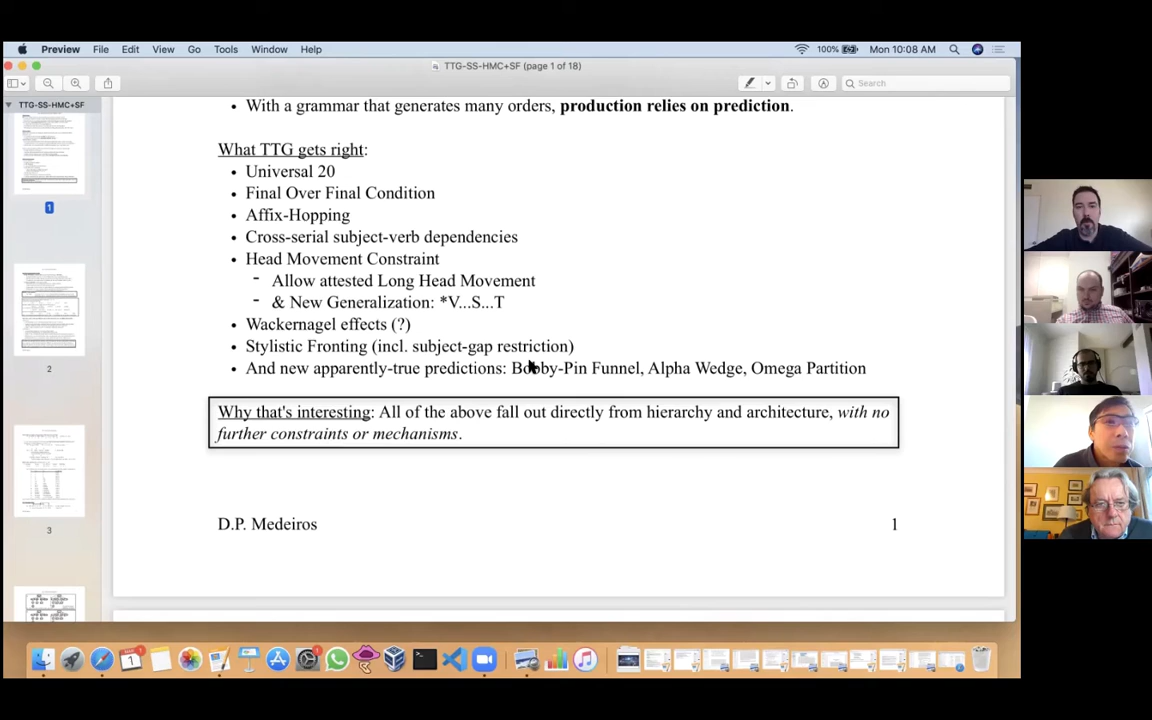 Preview File Edit View Go Tools Window Help 100% Mon 10:08 AM
TTG-SS-HMC+SF (page 1 of 18)
Search
TTG-SS-HMC+SF
• With a grammar that generates many orders, production relies on prediction.
What TTG gets right:
• Universal 20
• Final Over Final Condition
• Affix-Hopping
• Cross-serial subject-verb dependencies
• Head Movement Constraint
- Allow attested Long Head Movement
- & New Generalization: *V...S...T
• Wackernagel effects (?)
• Stylistic Fronting (incl. subject-gap restriction)
• And new apparently-true predictions: Bobby-Pin Funnel, Alpha Wedge, Omega Partition
Why that's interesting: All of the above fall out directly from hierarchy and architecture, with no
further constraints or mechanisms.
D.P. Medeiros 1
1
2
3